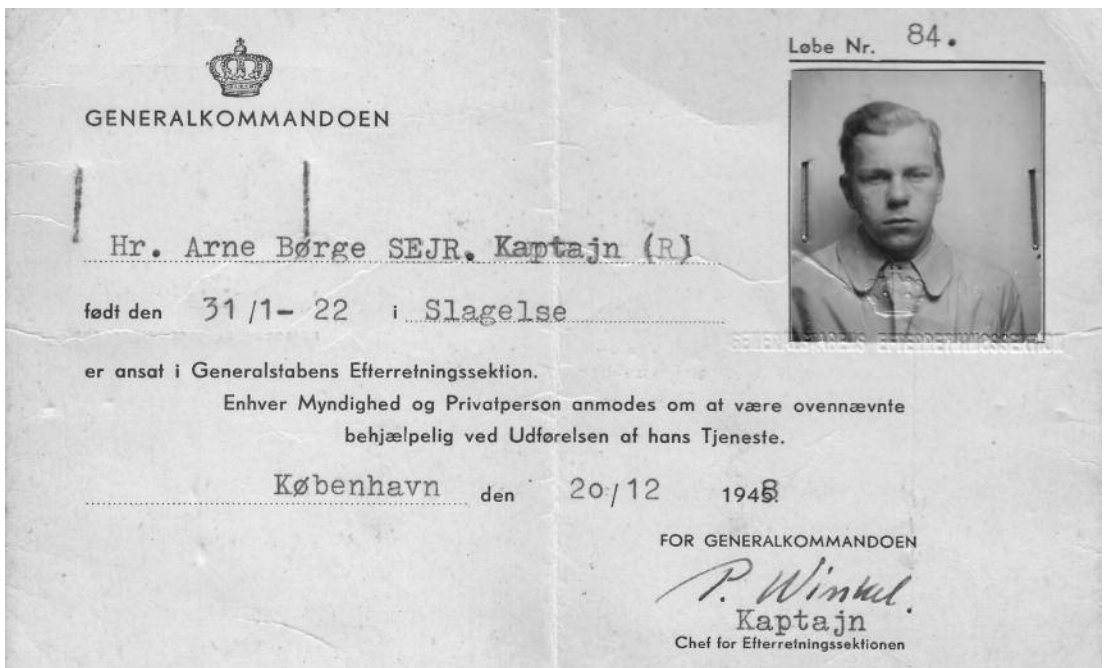 Løbe Nr. 84.
GENERALKOMMANDOEN
Hr. Arne Børge SEJR. Kaptajn (R)
født den 31/1- 22 i Slagelse
GENERALSTABENS EFTERRETNINGSSEKTION
er ansat i Generalstabens Efterretningssektion.
Enhver Myndighed og Privatperson anmodes om at være ovennævnte
behjælpelig ved Udførelsen af hans Tjeneste.
København den 20/12 1948
FOR GENERALKOMMANDOEN
P. Winkel.
Kaptajn
Chef for Efterretningssektionen